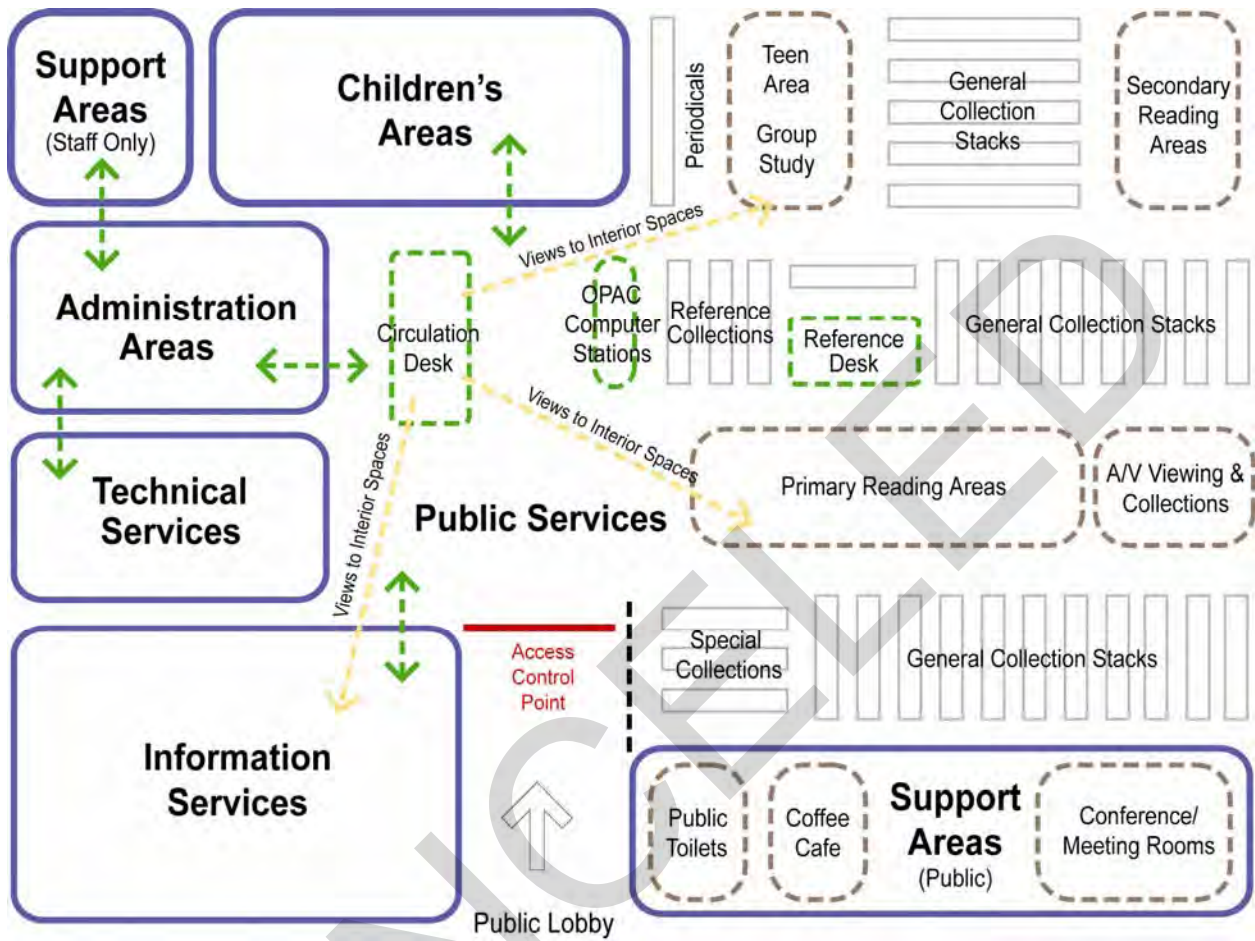 Support
Areas
(Staff Only)
Children's
Areas
Periodicals
Teen
Area
Group
Study
General
Collection
Stacks
Secondary
Reading
Areas
Views to Interior Spaces
Administration
Areas
Circulation
Desk
OPAC
Computer
Stations
Reference
Collections
Reference
Desk
General Collection Stacks
Views to Interior Spaces
Views to Interior Spaces
Technical
Services
Public Services
Primary Reading Areas
A/V Viewing &
Collections
Access
Control
Point
Special
Collections
General Collection Stacks
Information
Services
Public
Toilets
Coffee
Cafe
Support
Areas
(Public)
Conference/
Meeting Rooms
Public Lobby
NCELED